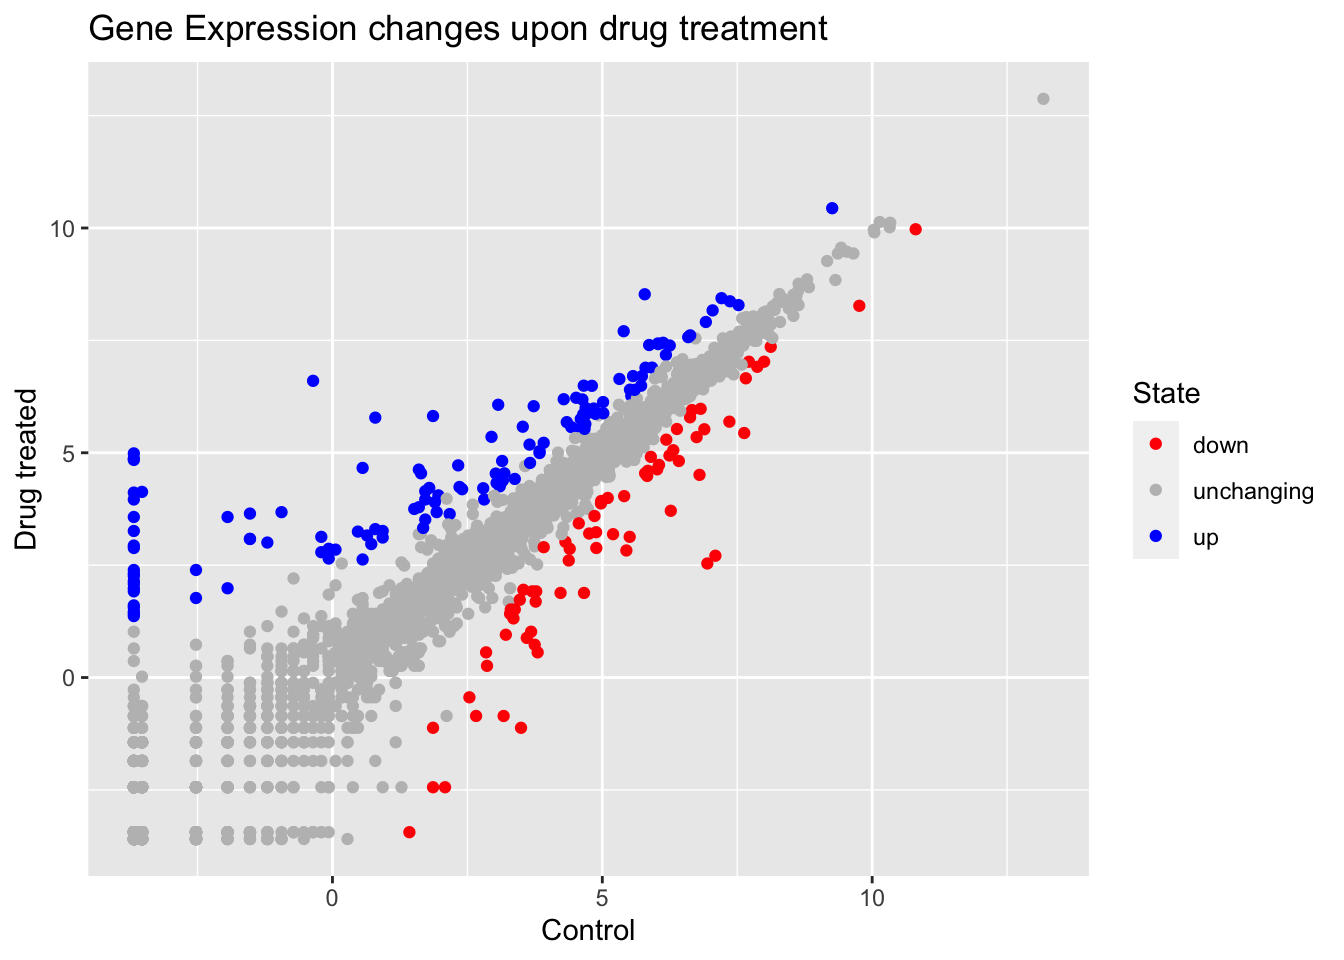 Gene Expression changes upon drug treatment
Drug treated
10
5
0
0
5
10
Control
State
down
unchanging
up